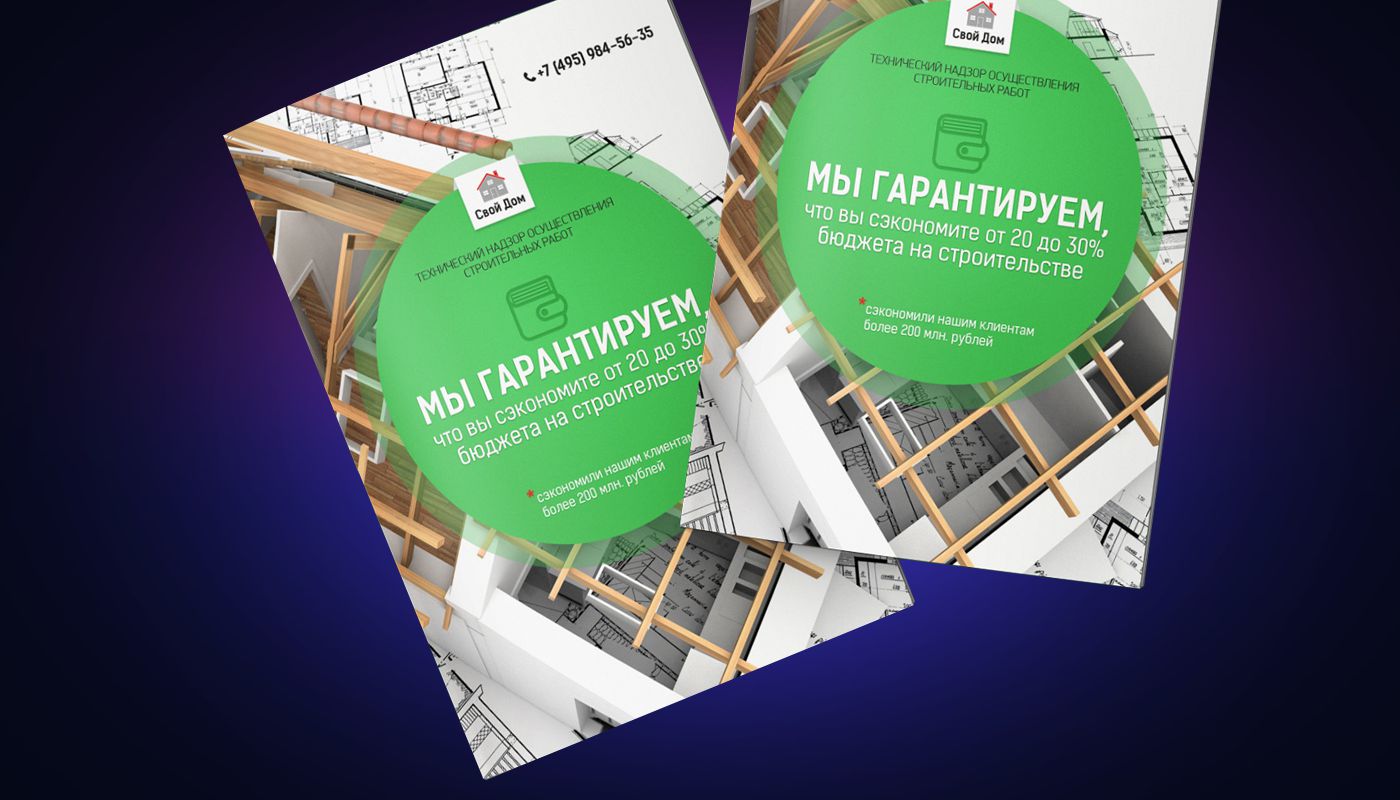 +7 (495) 984-56-35
Свой Дом
ТЕХНИЧЕСКИЙ НАДЗОР ОСУЩЕСТВЛЕНИЯ
СТРОИТЕЛЬНЫХ РАБОТ
МЫ ГАРАНТИРУЕМ,
что вы сэкономите от 20 до 30%
бюджета на строительстве
* сэкономили нашим клиентам
более 200 млн. рублей
Свой Дом
ТЕХНИЧЕСКИЙ НАДЗОР ОСУЩЕСТВЛЕНИЯ
СТРОИТЕЛЬНЫХ РАБОТ
МЫ ГАРАНТИРУЕМ,
что вы сэкономите от 20 до 30%
бюджета на строительстве
* сэкономили нашим клиентам
более 200 млн. рублей